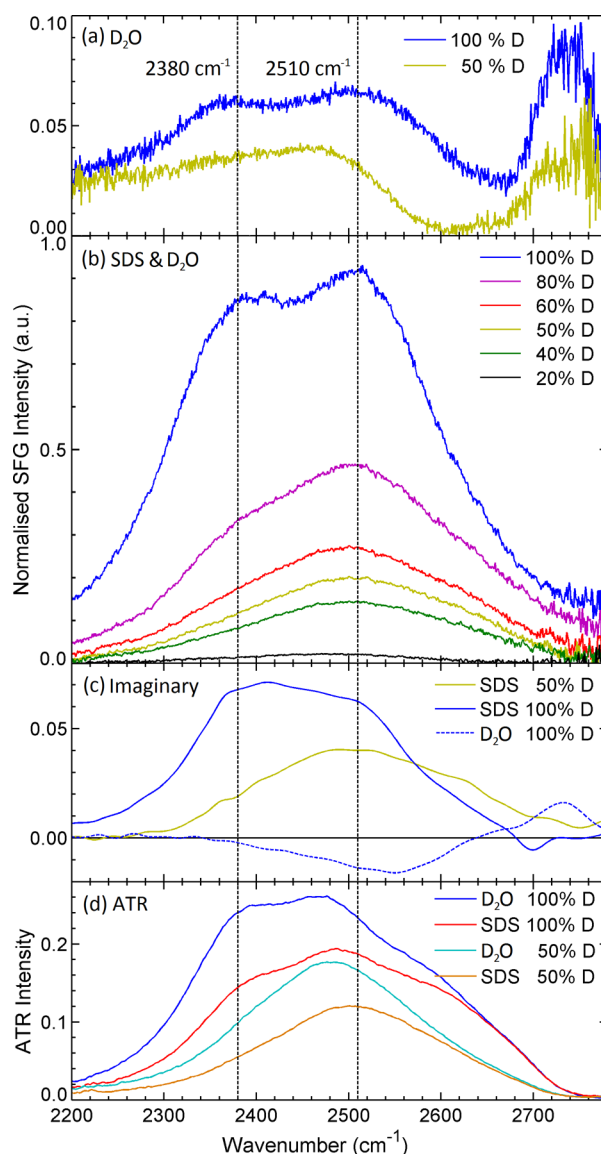 0.10
(a) D₂O
100 % D
50 % D
2380 cm⁻¹
2510 cm⁻¹
0.05
0.00
1.0
(b) SDS & D₂O
100% D
80% D
60% D
50% D
40% D
20% D
0.5
0.0
Normalised SFG Intensity (a.u.)
(c) Imaginary
SDS 50% D
SDS 100% D
D₂O 100% D
0.05
0.00
(d) ATR
D₂O 100% D
SDS 100% D
D₂O 50% D
SDS 50% D
0.2
0.1
0.0
ATR Intensity
2200 2300 2400 2500 2600 2700
Wavenumber (cm⁻¹)